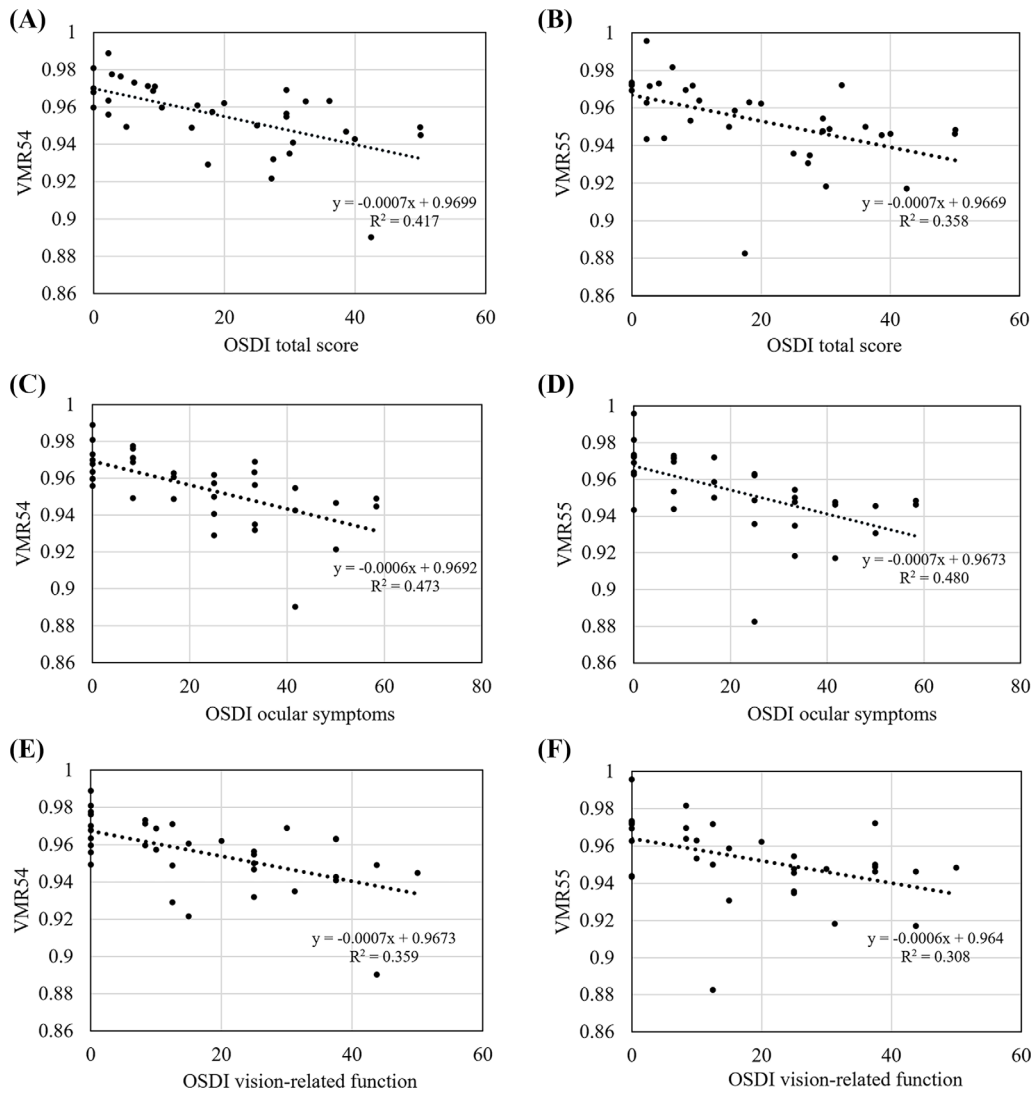 (A)
1
0.98
0.96
0.94
0.92
0.9
0.88
0.86
VMR54
y = -0.0007x + 0.9699
R² = 0.417
0 20 40 60
OSDI total score
(B)
1
0.98
0.96
0.94
0.92
0.9
0.88
0.86
VMR55
y = -0.0007x + 0.9669
R² = 0.358
0 20 40 60
OSDI total score
(C)
1
0.98
0.96
0.94
0.92
0.9
0.88
0.86
VMR54
y = -0.0006x + 0.9692
R² = 0.473
0 20 40 60 80
OSDI ocular symptoms
(D)
1
0.98
0.96
0.94
0.92
0.9
0.88
0.86
VMR55
y = -0.0007x + 0.9673
R² = 0.480
0 20 40 60 80
OSDI ocular symptoms
(E)
1
0.98
0.96
0.94
0.92
0.9
0.88
0.86
VMR54
y = -0.0007x + 0.9673
R² = 0.359
0 20 40 60
OSDI vision-related function
(F)
1
0.98
0.96
0.94
0.92
0.9
0.88
0.86
VMR55
y = -0.0006x + 0.964
R² = 0.308
0 20 40 60
OSDI vision-related function